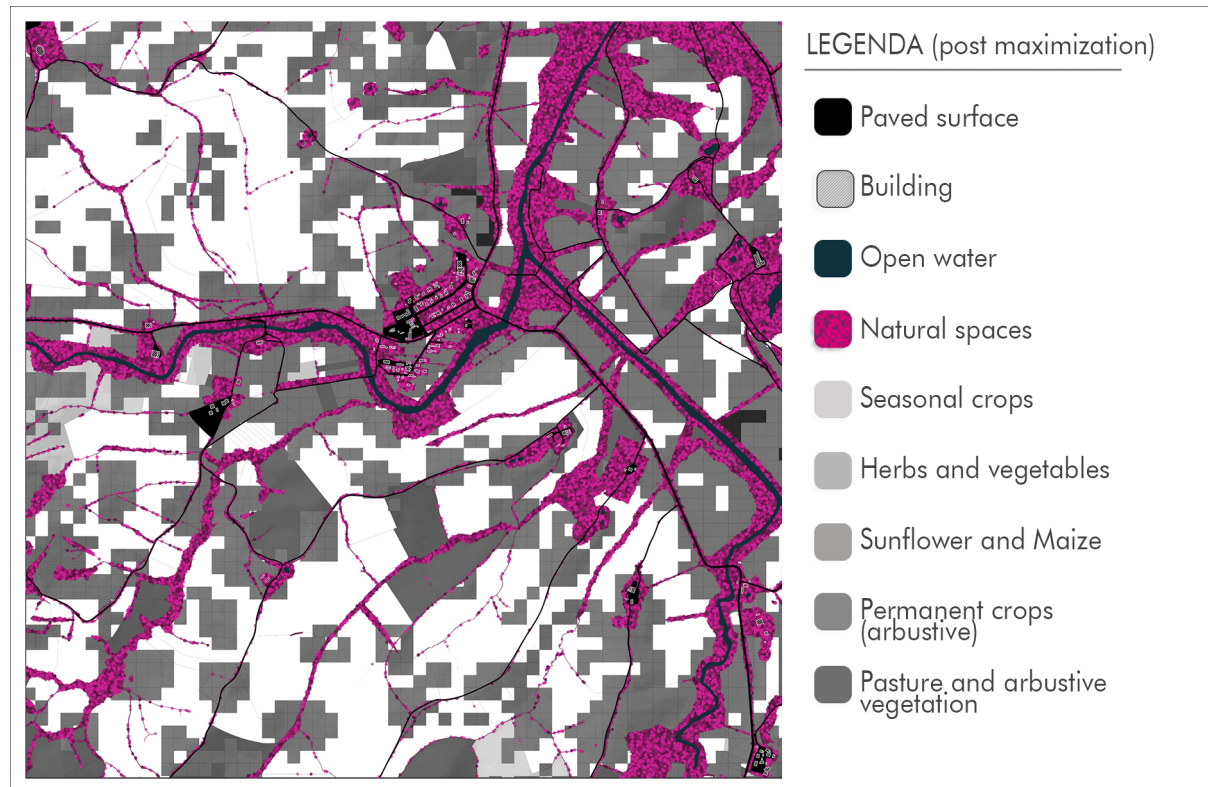 LEGENDA (post maximization)
Paved surface
Building
Open water
Natural spaces
Seasonal crops
Herbs and vegetables
Sunflower and Maize
Permanent crops
(arbustive)
Pasture and arbustive
vegetation